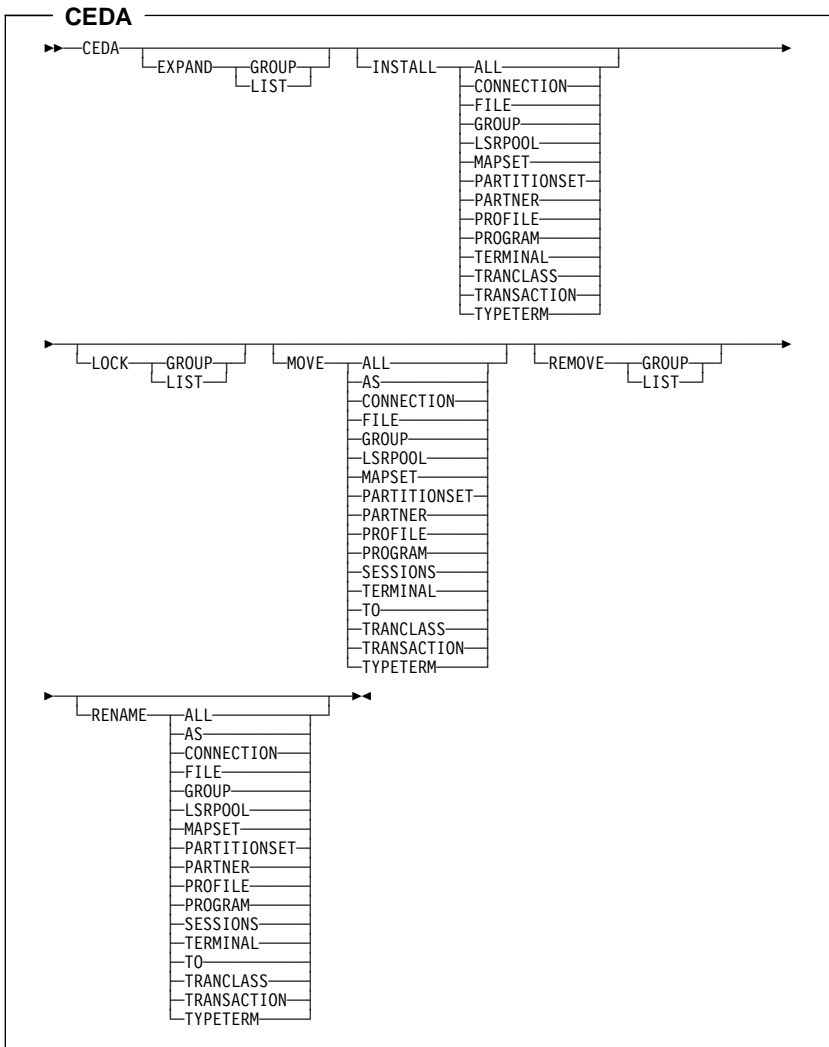 CEDA
CEDA
EXPAND GROUP INSTALL ALL
LIST CONNECTION
FILE
GROUP
LSRPOOL
MAPSET
PARTITIONSET
PARTNER
PROFILE
PROGRAM
TERMINAL
TRANCLASS
TRANSACTION
TYPETERM
LOCK GROUP MOVE ALL REMOVE GROUP
LIST AS LIST
CONNECTION
FILE
GROUP
LSRPOOL
MAPSET
PARTITIONSET
PARTNER
PROFILE
PROGRAM
SESSIONS
TERMINAL
TO
TRANCLASS
TRANSACTION
TYPETERM
RENAME ALL
AS
CONNECTION
FILE
GROUP
LSRPOOL
MAPSET
PARTITIONSET
PARTNER
PROFILE
PROGRAM
SESSIONS
TERMINAL
TO
TRANCLASS
TRANSACTION
TYPETERM